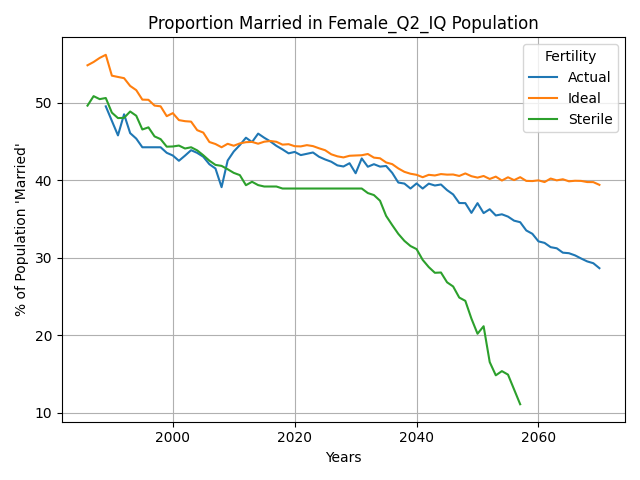 Proportion Married in Female_Q2_IQ Population
% of Population 'Married'
50
40
30
20
10
Fertility
Actual
Ideal
Sterile
2000 2020 2040 2060
Years